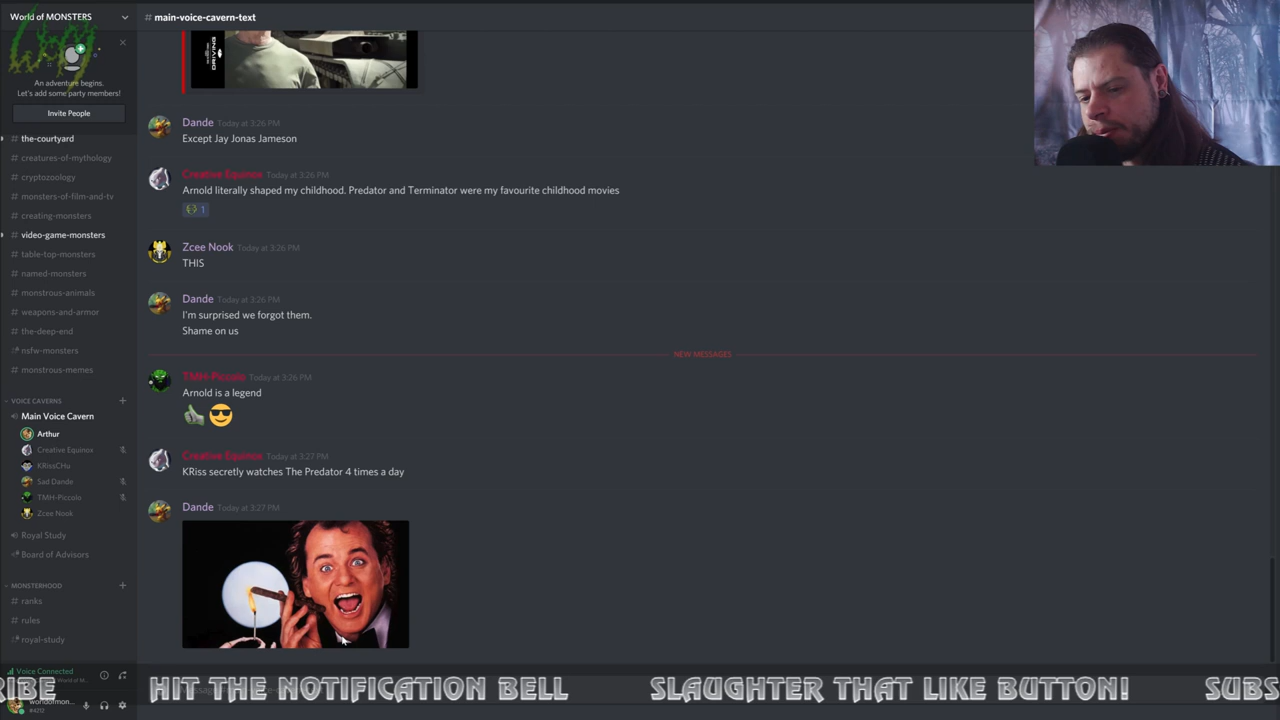 World of MONSTERS
# main-voice-cavern-text
An adventure begins.
Let's add some party members!
Invite People
# the-courtyard
# creatures-of-mythology
# cryptozoology
# monsters-of-film-and-tv
# creating-monsters
# video-game-monsters
# table-top-monsters
# named-monsters
# monstrous-animals
# weapons-and-armor
# the-deep-end
nsfw-monsters
# monstrous-memes
VOICE CAVERNS
Main Voice Cavern
Arthur
Creative Equinox
KRissCHu
Sad Dande
TMH-Piccolo
Zcee Nook
Royal Study
Board of Advisors
MONSTERHOOD
# ranks
# rules
royal-study
Voice Connected
worldofmon...
#4212
DRIVING
Dande Today at 3:26 PM
Except Jay Jonas Jameson
Creative Equinox Today at 3:26 PM
Arnold literally shaped my childhood. Predator and Terminator were my favourite childhood movies
1
Zcee Nook Today at 3:26 PM
THIS
Dande Today at 3:26 PM
I'm surprised we forgot them.
Shame on us
NEW MESSAGES
TMH-Piccolo Today at 3:26 PM
Arnold is a legend
Creative Equinox Today at 3:27 PM
KRiss secretly watches The Predator 4 times a day
Dande Today at 3:27 PM
RIBE HIT THE NOTIFICATION BELL SLAUGHTER THAT LIKE BUTTON! SUBS